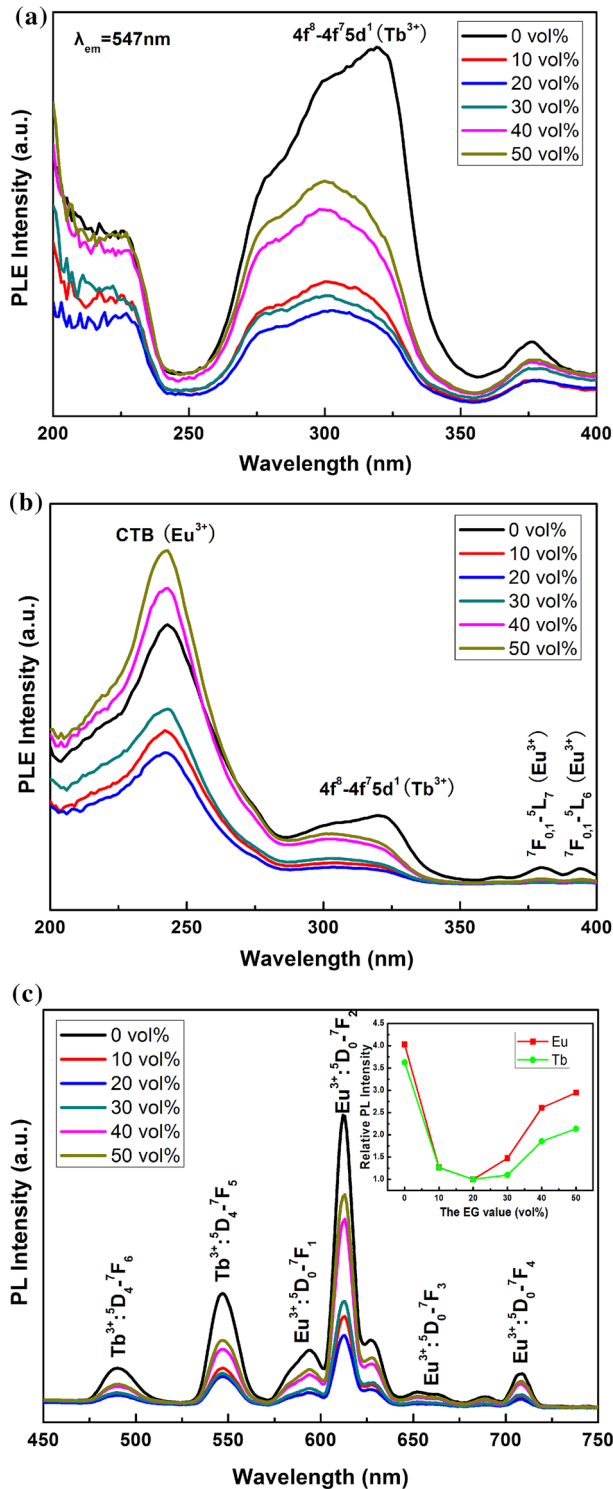 (a)
λem=547nm
4f⁸-4f⁷5d¹ (Tb³⁺)
0 vol%
10 vol%
20 vol%
30 vol%
40 vol%
50 vol%
PLE Intensity (a.u.)
200 250 300 350 400
Wavelength (nm)
(b)
CTB (Eu³⁺)
0 vol%
10 vol%
20 vol%
30 vol%
40 vol%
50 vol%
4f⁸-4f⁷5d¹ (Tb³⁺)
⁷F₀,₁-⁵L₇ (Eu³⁺)
⁷F₀,₁-⁵L₆ (Eu³⁺)
PLE Intensity (a.u.)
200 250 300 350 400
Wavelength (nm)
(c)
0 vol%
10 vol%
20 vol%
30 vol%
40 vol%
50 vol%
Tb³⁺:⁵D₄-⁷F₆
Tb³⁺:⁵D₄-⁷F₅
Eu³⁺:⁵D₀-⁷F₁
Eu³⁺:⁵D₀-⁷F₂
Eu³⁺:⁵D₀-⁷F₃
Eu³⁺:⁵D₀-⁷F₄
Relative PL Intensity
4.5
4.0
3.5
3.0
2.5
2.0
1.5
1.0
Eu
Tb
0 10 20 30 40 50
The EG value (vol%)
PL Intensity (a.u.)
450 500 550 600 650 700 750
Wavelength (nm)